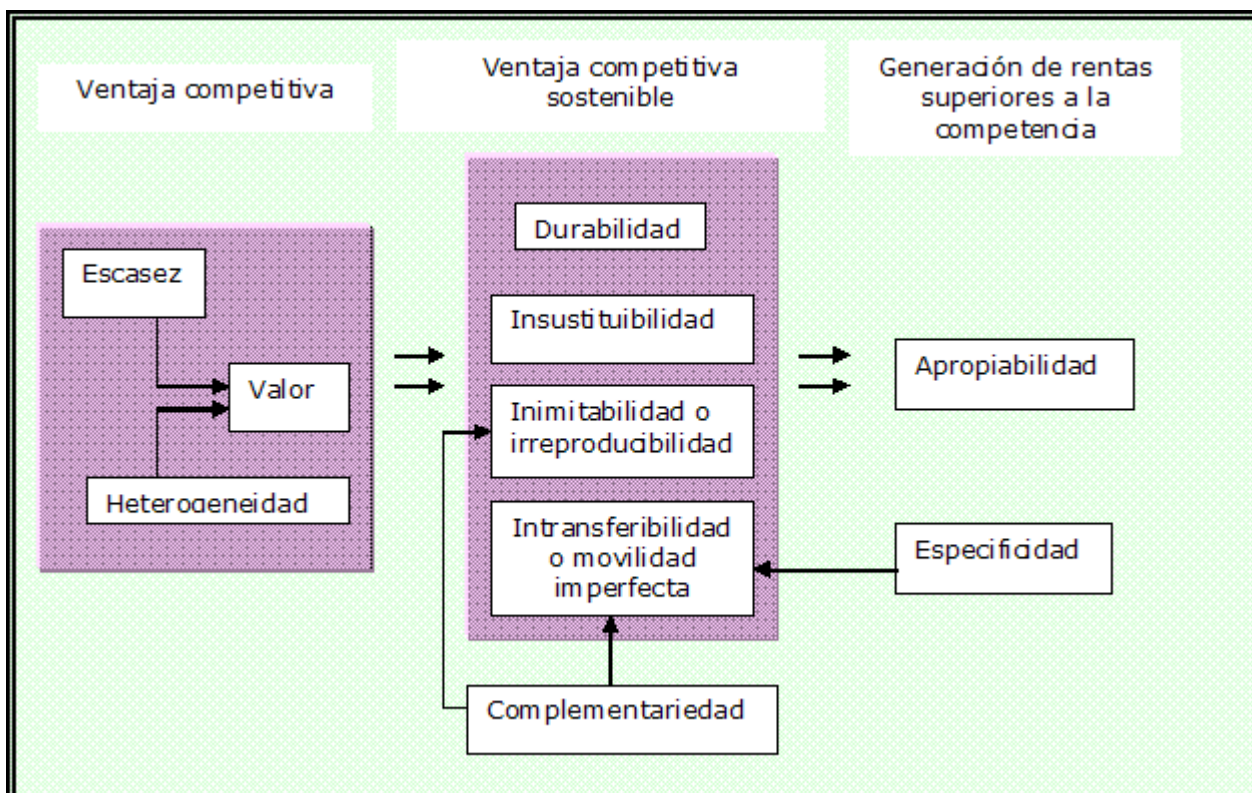 Ventaja competitiva
Ventaja competitiva
sostenible
Generación de rentas
superiores a la
competencia
Escasez
Valor
Heterogeneidad
Durabilidad
Insustituibilidad
Inimitabilidad o
irreproducibilidad
Intransferibilidad
o movilidad
imperfecta
Complementariedad
Apropiabilidad
Especificidad